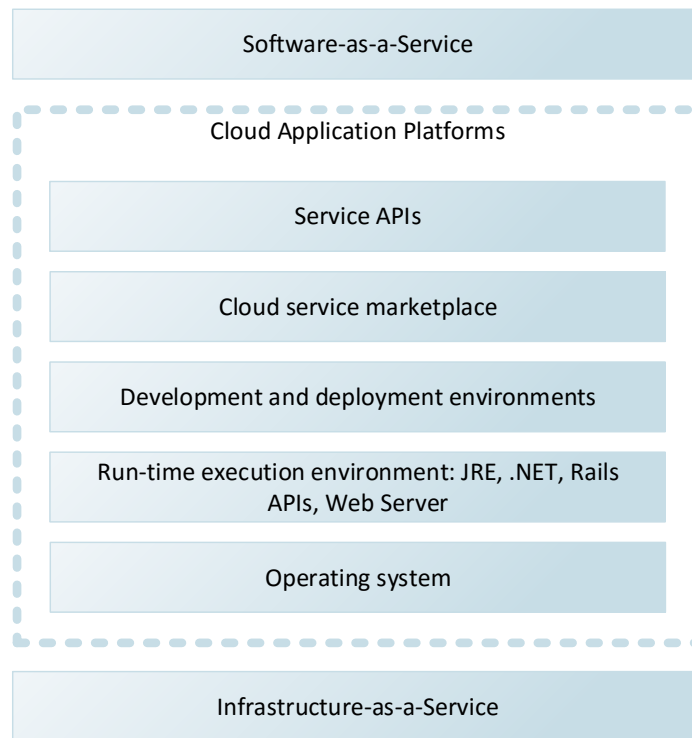 Software-as-a-Service
Cloud Application Platforms
Service APIs
Cloud service marketplace
Development and deployment environments
Run-time execution environment: JRE, .NET, Rails
APIs, Web Server
Operating system
Infrastructure-as-a-Service